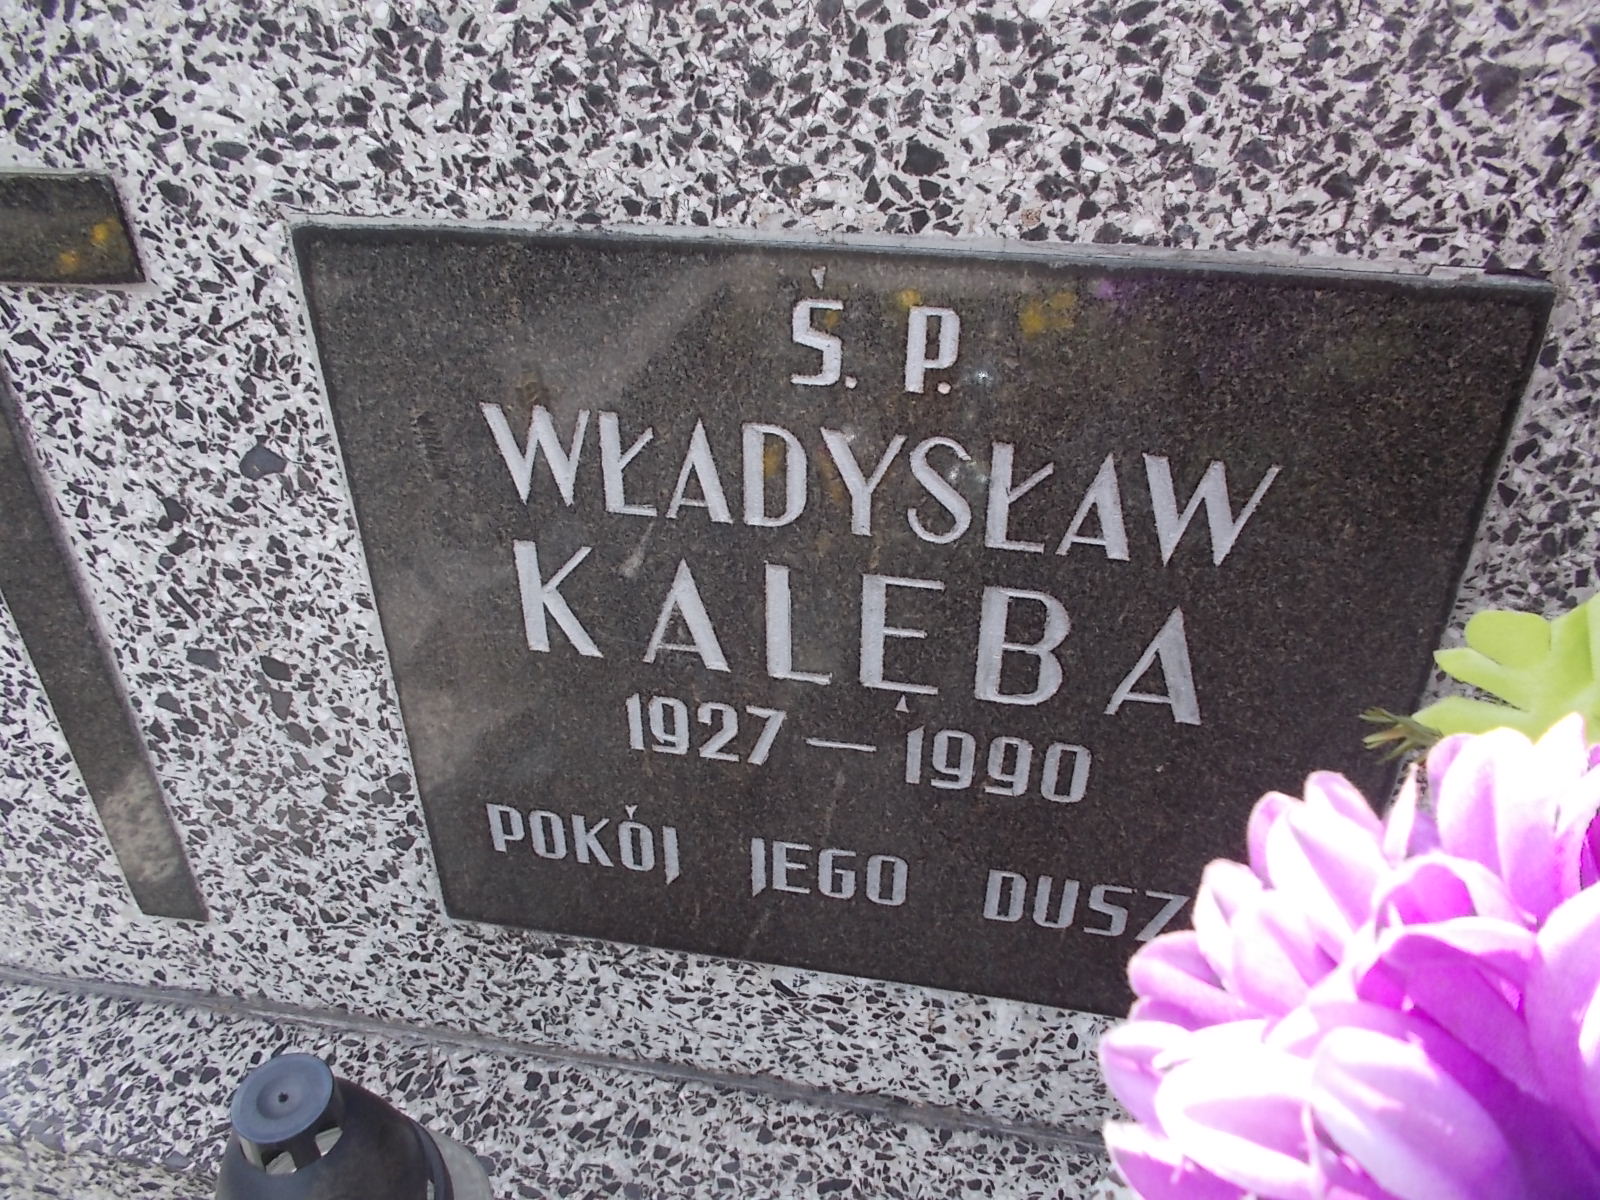 Ś. P.
WŁADYSŁAW
KALĘBA
1927 — 1990
POKÓJ JEGO DUSZ